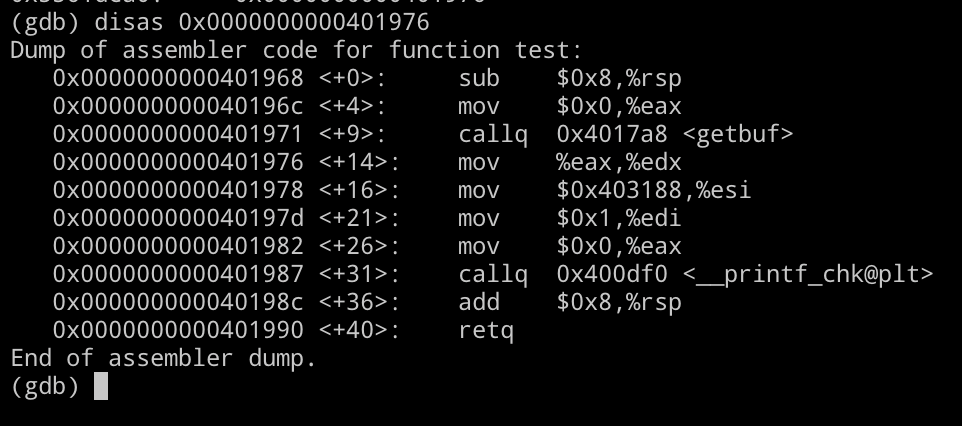 (gdb) disas 0x0000000000401976
Dump of assembler code for function test:
   0x0000000000401968 <+0>:     sub    $0x8,%rsp
   0x000000000040196c <+4>:     mov    $0x0,%eax
   0x0000000000401971 <+9>:     callq  0x4017a8 <getbuf>
   0x0000000000401976 <+14>:    mov    %eax,%edx
   0x0000000000401978 <+16>:    mov    $0x403188,%esi
   0x000000000040197d <+21>:    mov    $0x1,%edi
   0x0000000000401982 <+26>:    mov    $0x0,%eax
   0x0000000000401987 <+31>:    callq  0x400df0 <__printf_chk@plt>
   0x000000000040198c <+36>:    add    $0x8,%rsp
   0x0000000000401990 <+40>:    retq
End of assembler dump.
(gdb)